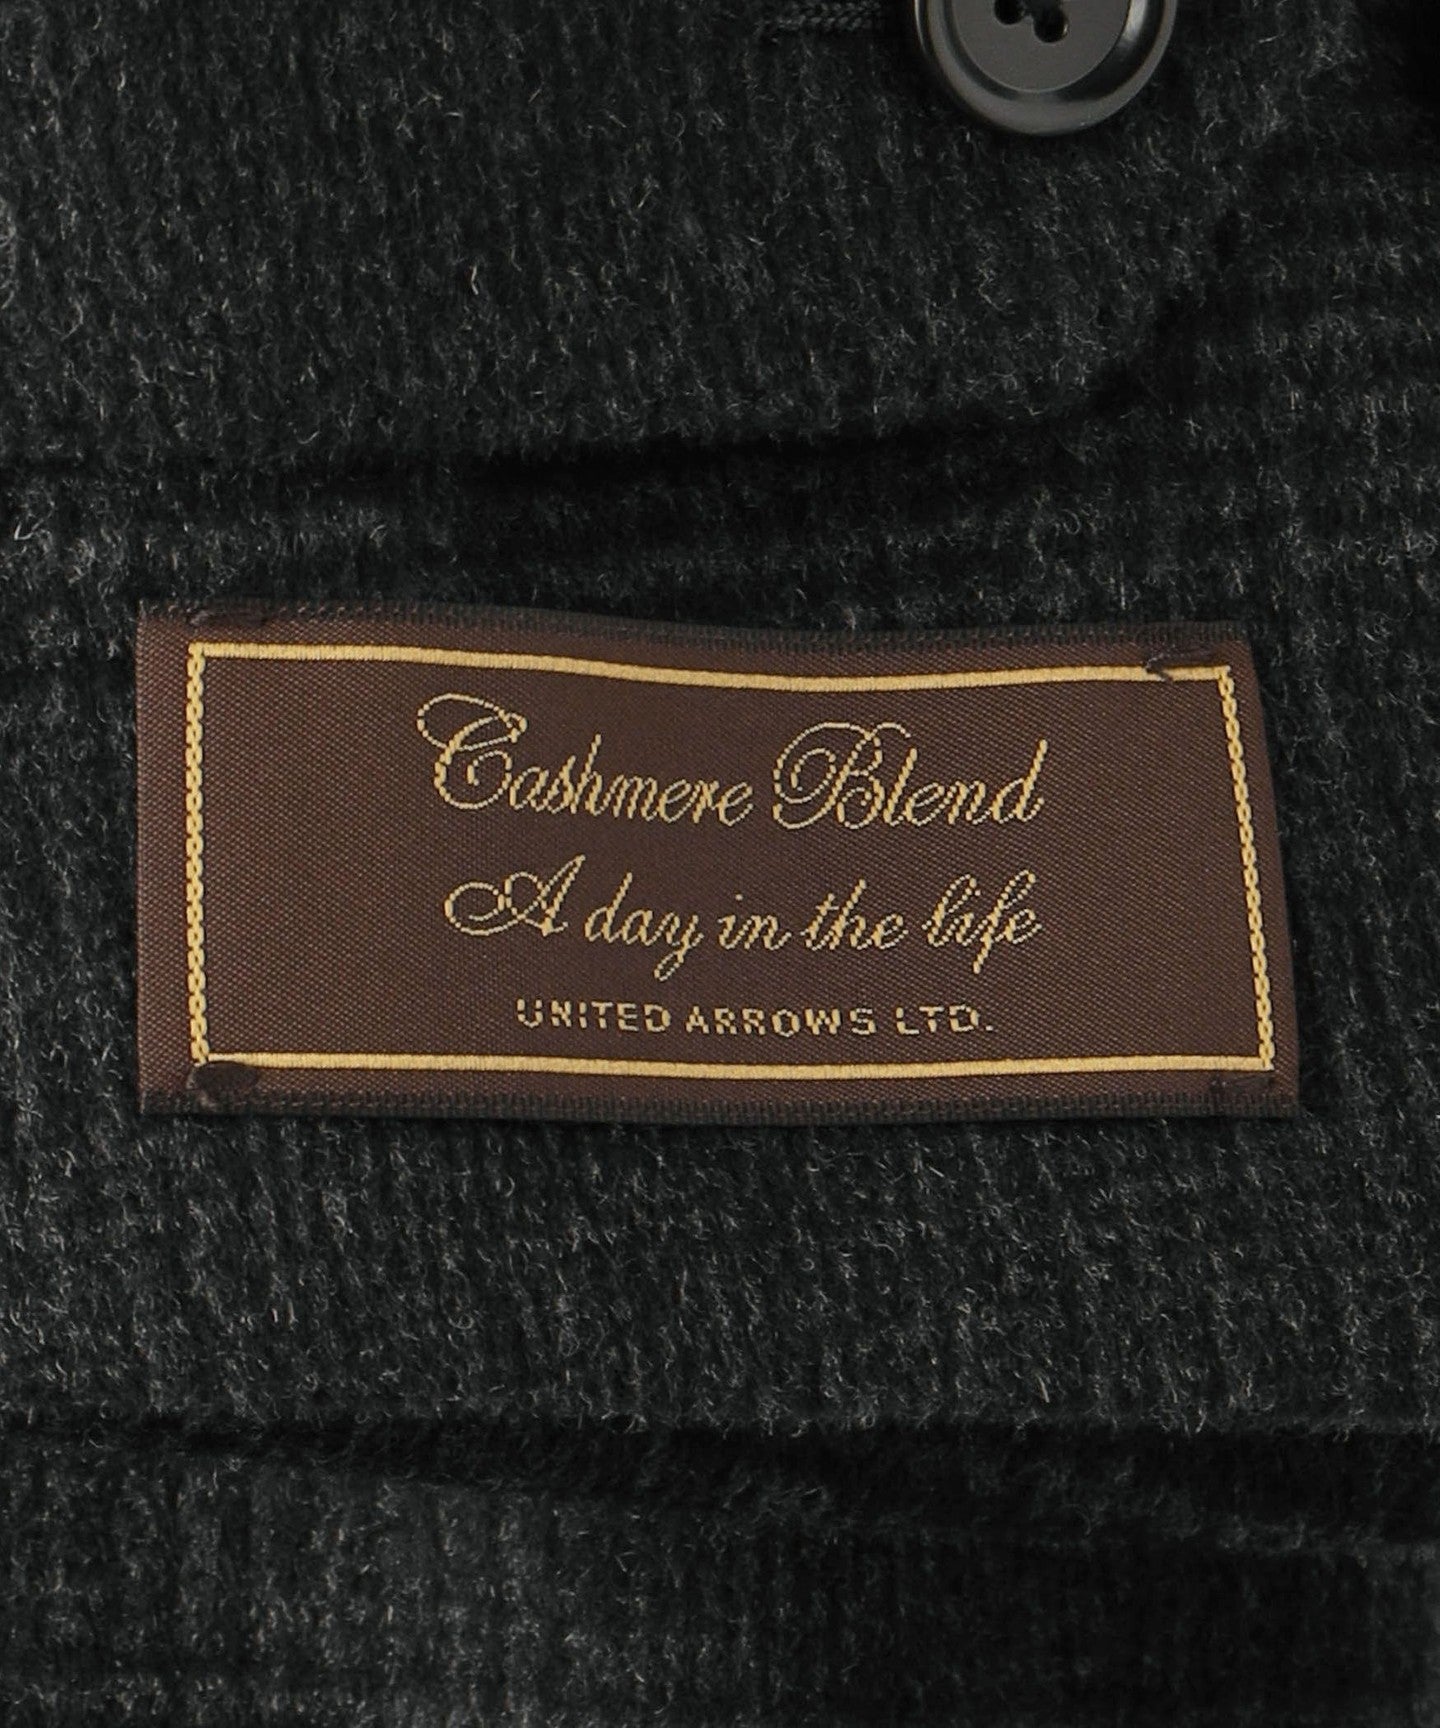 Cashmere Blend
A day in the life
UNITED ARROWS LTD.